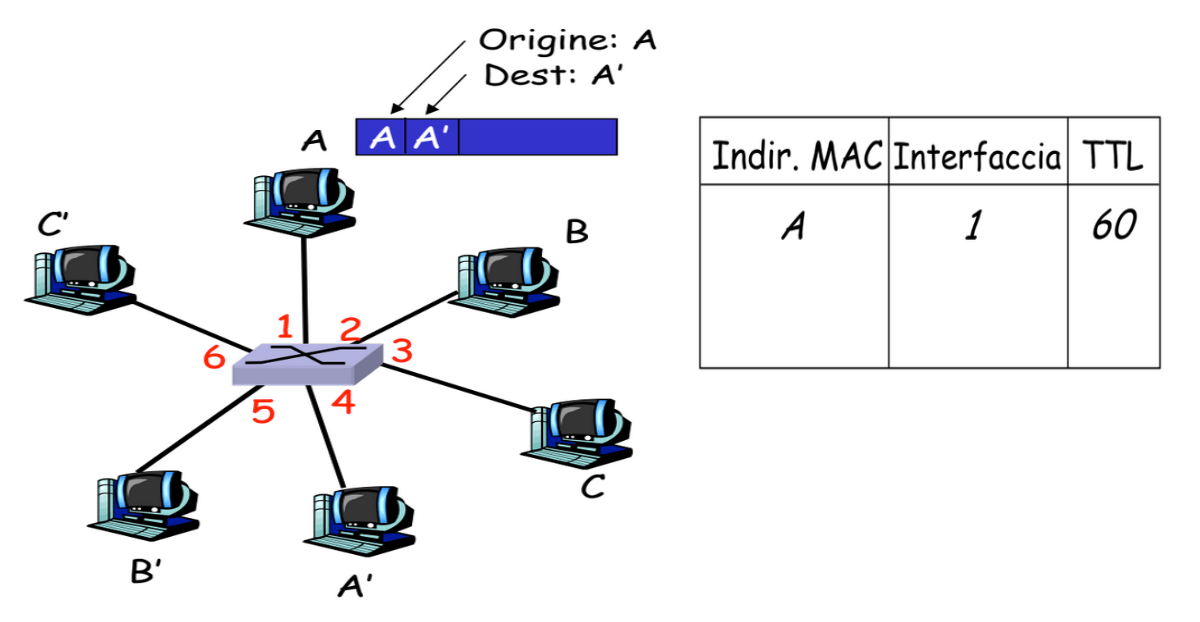 Origine: A
Dest: A'
A A A'
C'
B
1 2
6 3
5 4
C
B'
A'
Indir. MAC Interfaccia TTL
A 1 60